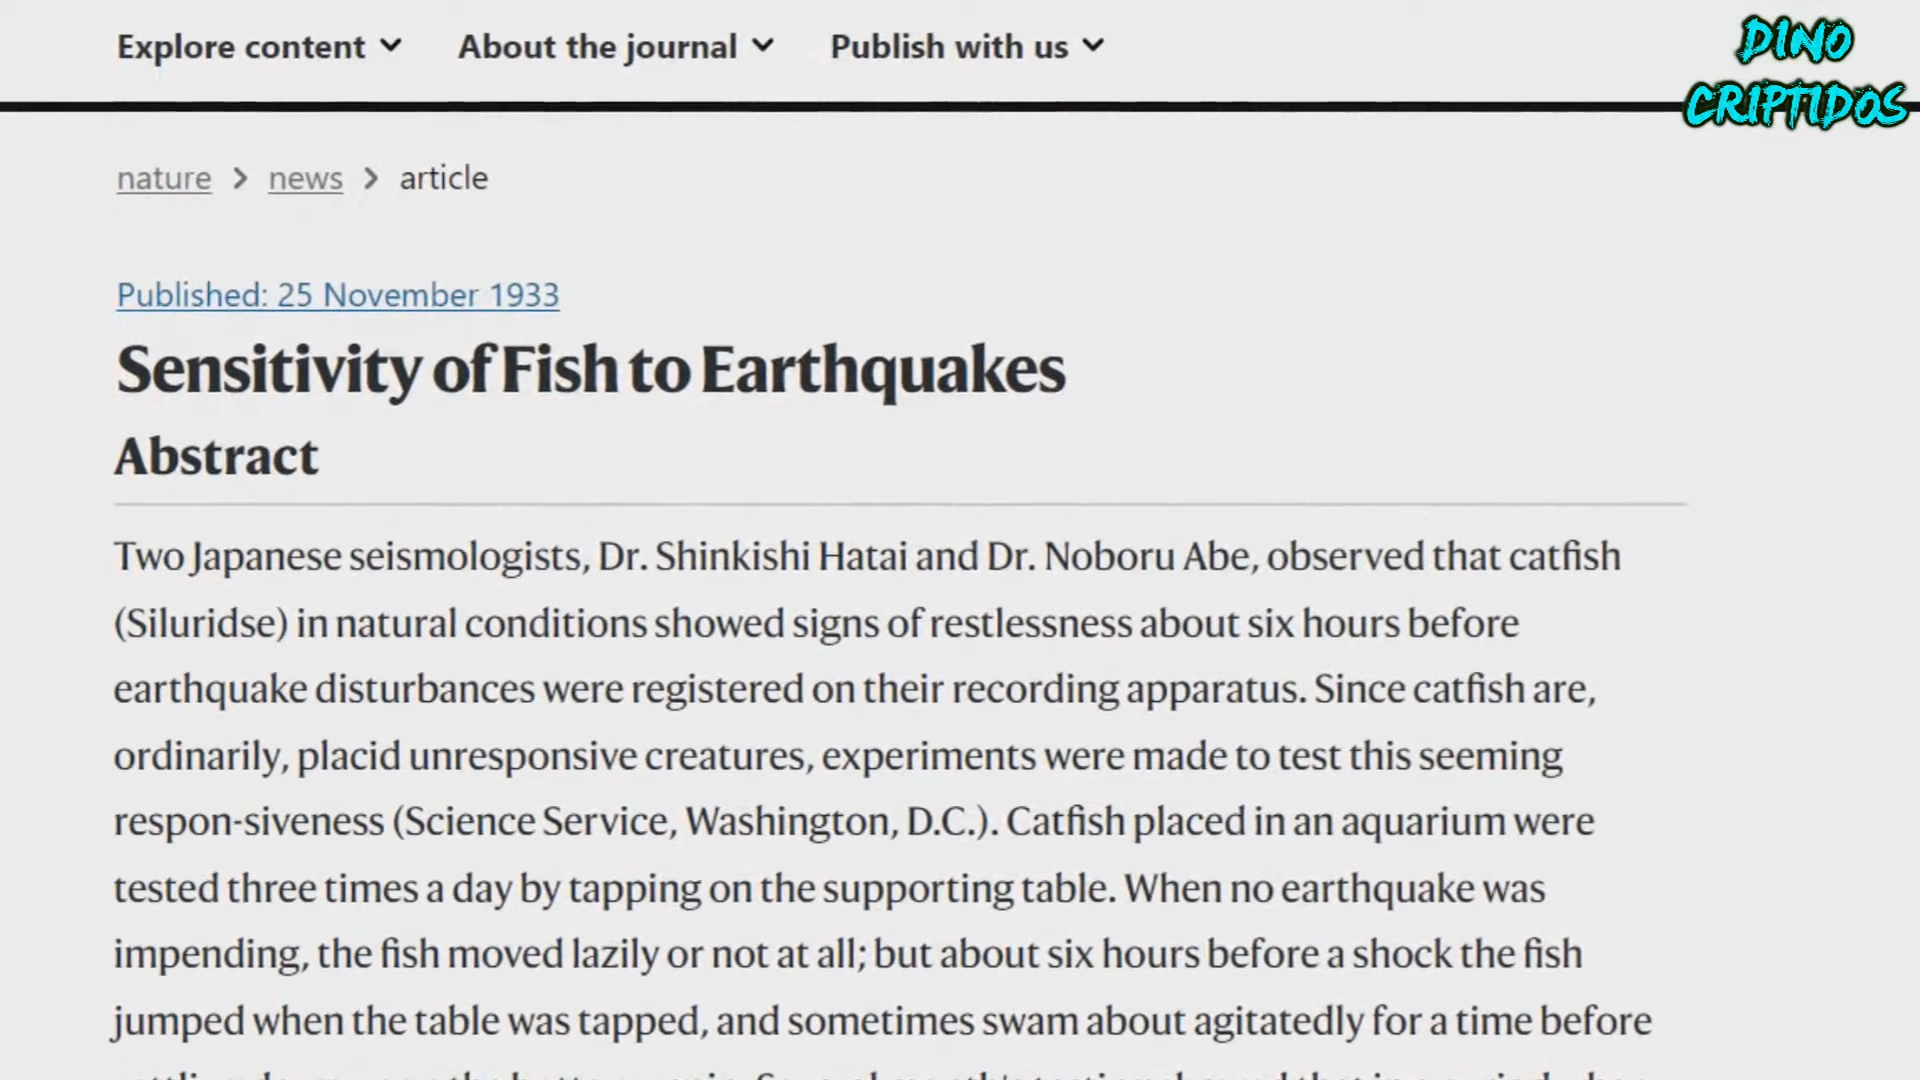 Explore content About the journal Publish with us
DINO
CRIPTIDOS
nature > news > article
Published: 25 November 1933
Sensitivity of Fish to Earthquakes
Abstract
Two Japanese seismologists, Dr. Shinkishi Hatai and Dr. Noboru Abe, observed that catfish
(Siluridse) in natural conditions showed signs of restlessness about six hours before
earthquake disturbances were registered on their recording apparatus. Since catfish are,
ordinarily, placid unresponsive creatures, experiments were made to test this seeming
respon-siveness (Science Service, Washington, D.C.). Catfish placed in an aquarium were
tested three times a day by tapping on the supporting table. When no earthquake was
impending, the fish moved lazily or not at all; but about six hours before a shock the fish
jumped when the table was tapped, and sometimes swam about agitatedly for a time before